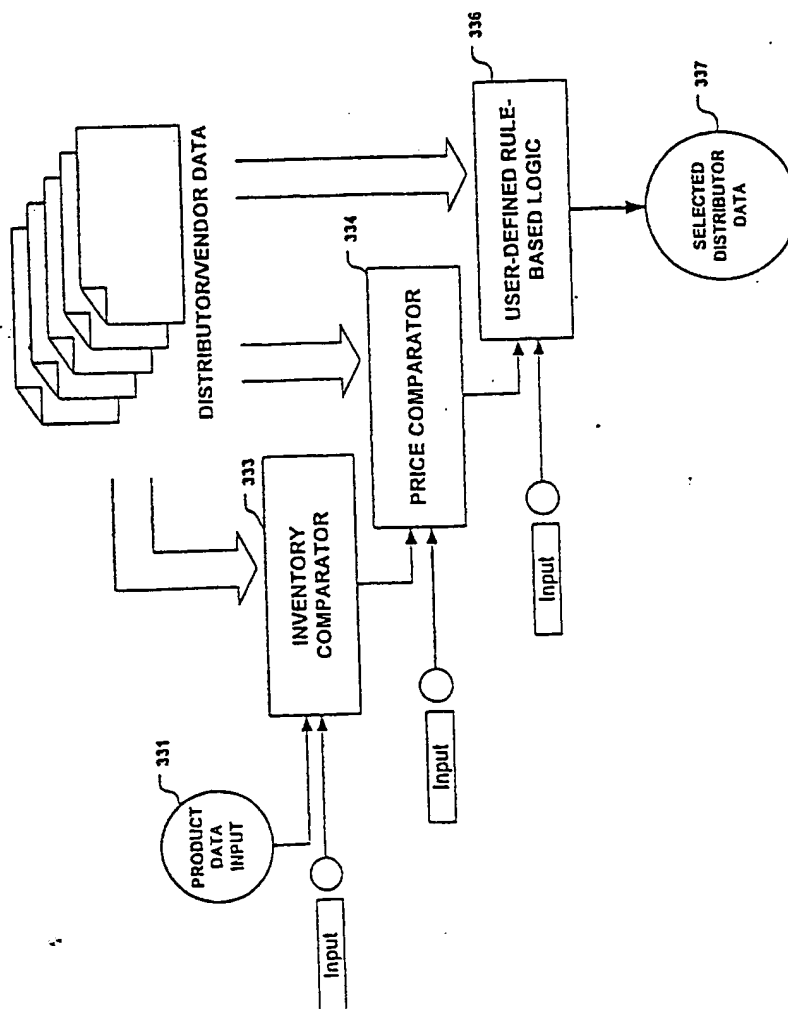 DISTRIBUTOR/VENDOR DATA
331
PRODUCT
DATA
INPUT
Input
333
INVENTORY
COMPARATOR
Input
334
PRICE COMPARATOR
Input
336
USER-DEFINED RULE-
BASED LOGIC
337
SELECTED
DISTRIBUTOR
DATA